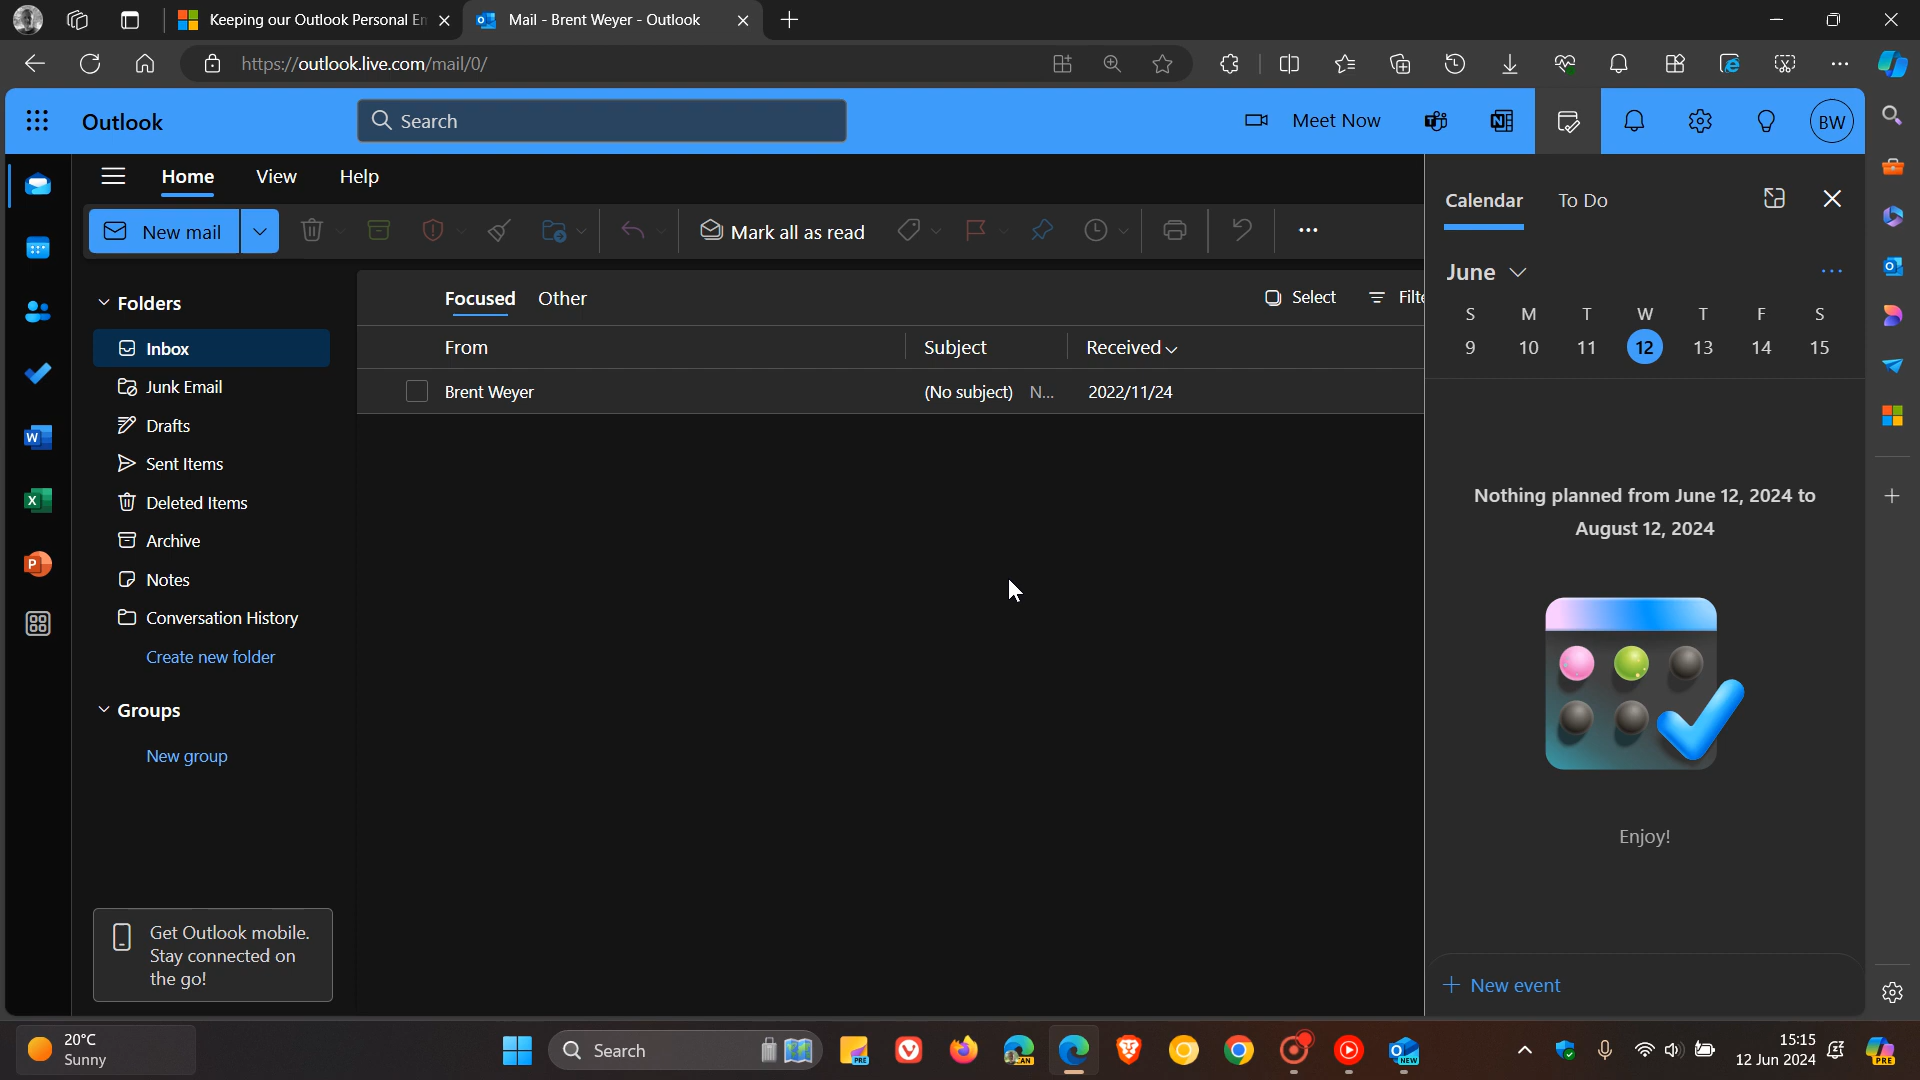 Keeping our Outlook Personal Em
Mail - Brent Weyer - Outlook
https://outlook.live.com/mail/0/
Outlook
Search
Meet Now
BW
Home View Help
New mail
Mark all as read
Folders
Inbox
Junk Email
Drafts
Sent Items
Deleted Items
Archive
Notes
Conversation History
Create new folder
Groups
New group
Get Outlook mobile.
Stay connected on
the go!
Focused Other
Select Filte
From Subject Received
Brent Weyer (No subject) N... 2022/11/24
Calendar To Do
June
S M T W T F S
9 10 11 12 13 14 15
Nothing planned from June 12, 2024 to
August 12, 2024
Enjoy!
New event
20°C
Sunny
Search
PRE
CAN
NEW
15:15
12 Jun 2024
PRE